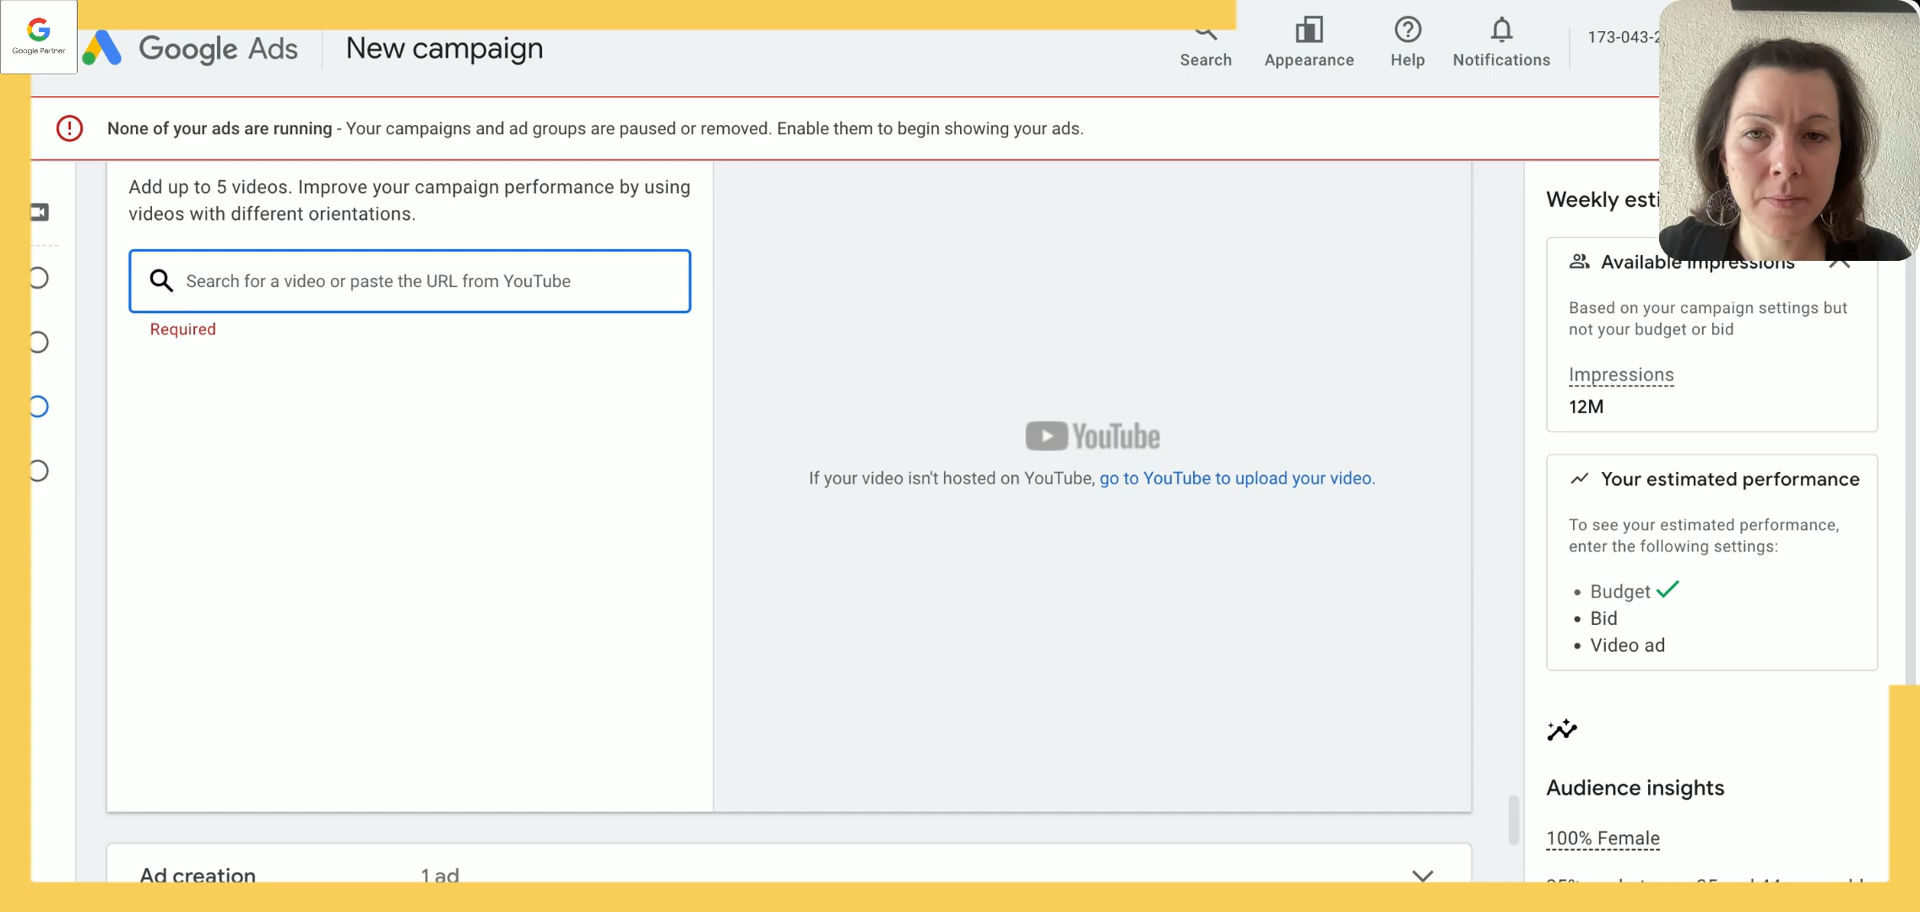 Google Partner
Google Ads
New campaign
Search
Appearance
Help
Notifications
173-043-
None of your ads are running - Your campaigns and ad groups are paused or removed. Enable them to begin showing your ads.
Add up to 5 videos. Improve your campaign performance by using
videos with different orientations.
Search for a video or paste the URL from YouTube
Required
YouTube
If your video isn't hosted on YouTube, go to YouTube to upload your video.
Ad creation
1 ad
Weekly esti
Available impressions
Based on your campaign settings but
not your budget or bid
Impressions
12M
Your estimated performance
To see your estimated performance,
enter the following settings:
• Budget
• Bid
• Video ad
Audience insights
100% Female